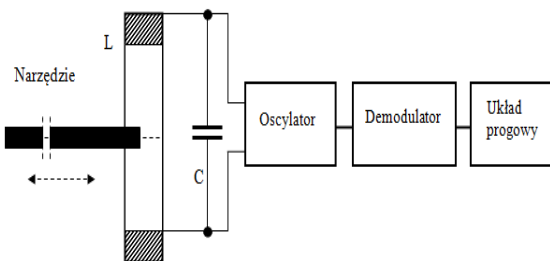 L
Narzędzie
Oscylator
Demodulator
Układ
progowy
C